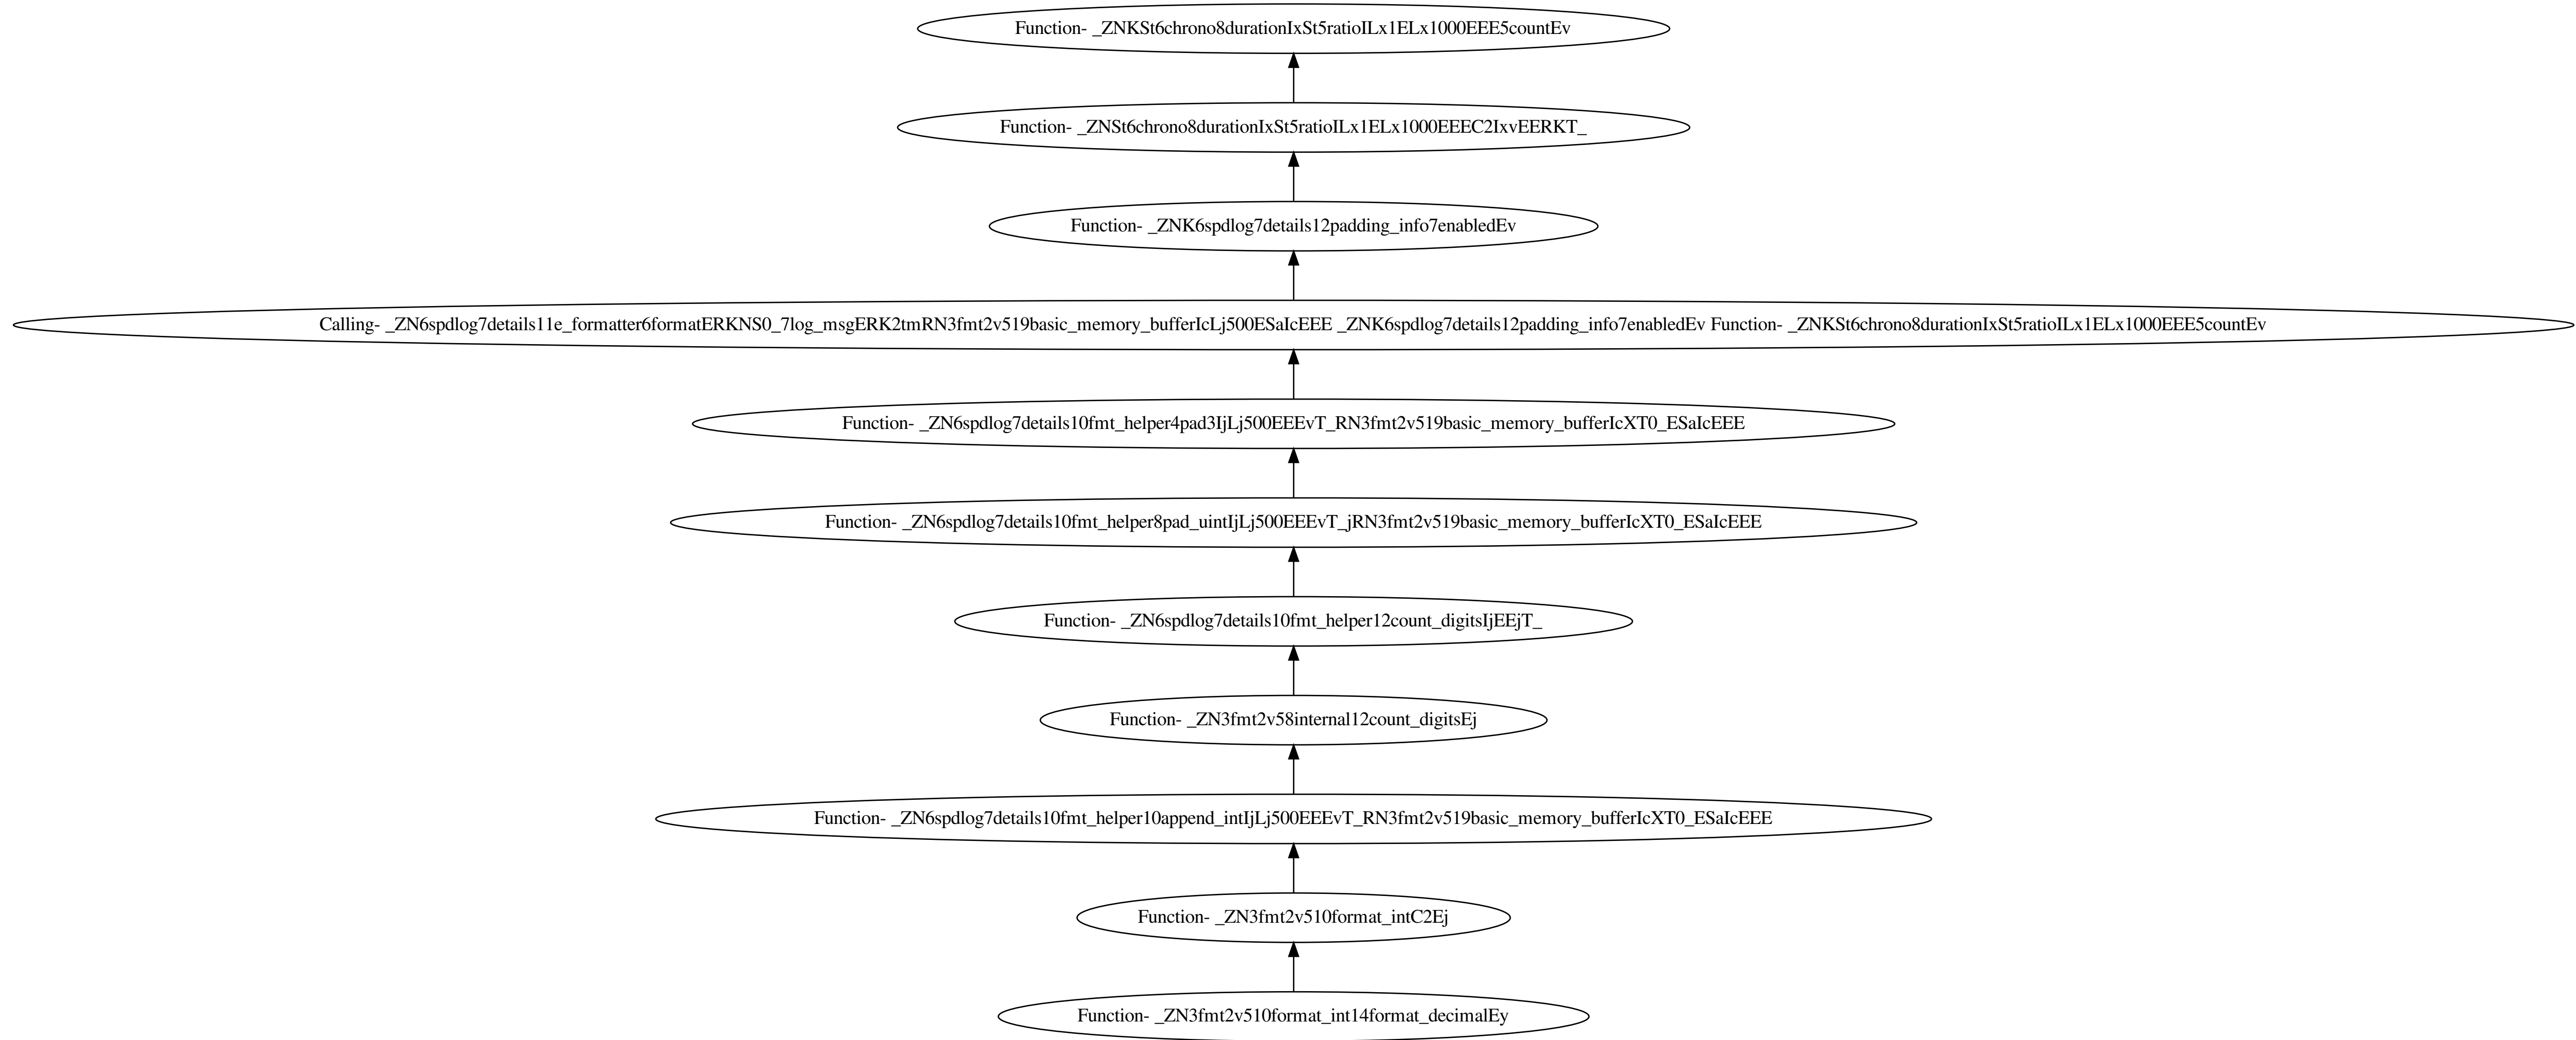 Function- _ZNKSt6chrono8durationIxSt5ratioILx1ELx1000EEE5countEv
Function- _ZNSt6chrono8durationIxSt5ratioILx1ELx1000EEEC2IxvEERKT_
Function- _ZNK6spdlog7details12padding_info7enabledEv
Calling- _ZN6spdlog7details11e_formatter6formatERKNS0_7log_msgERK2tmRN3fmt2v519basic_memory_bufferIcLj500ESaIcEEE _ZNK6spdlog7details12padding_info7enabledEv Function- _ZNKSt6chrono8durationIxSt5ratioILx1ELx1000EEE5countEv
Function- _ZN6spdlog7details10fmt_helper4pad3IjLj500EEEvT_RN3fmt2v519basic_memory_bufferIcXT0_ESaIcEEE
Function- _ZN6spdlog7details10fmt_helper8pad_uintIjLj500EEEvT_jRN3fmt2v519basic_memory_bufferIcXT0_ESaIcEEE
Function- _ZN6spdlog7details10fmt_helper12count_digitsIjEEjT_
Function- _ZN3fmt2v58internal12count_digitsEj
Function- _ZN6spdlog7details10fmt_helper10append_intIjLj500EEEvT_RN3fmt2v519basic_memory_bufferIcXT0_ESaIcEEE
Function- _ZN3fmt2v510format_intC2Ej
Function- _ZN3fmt2v510format_int14format_decimalEy